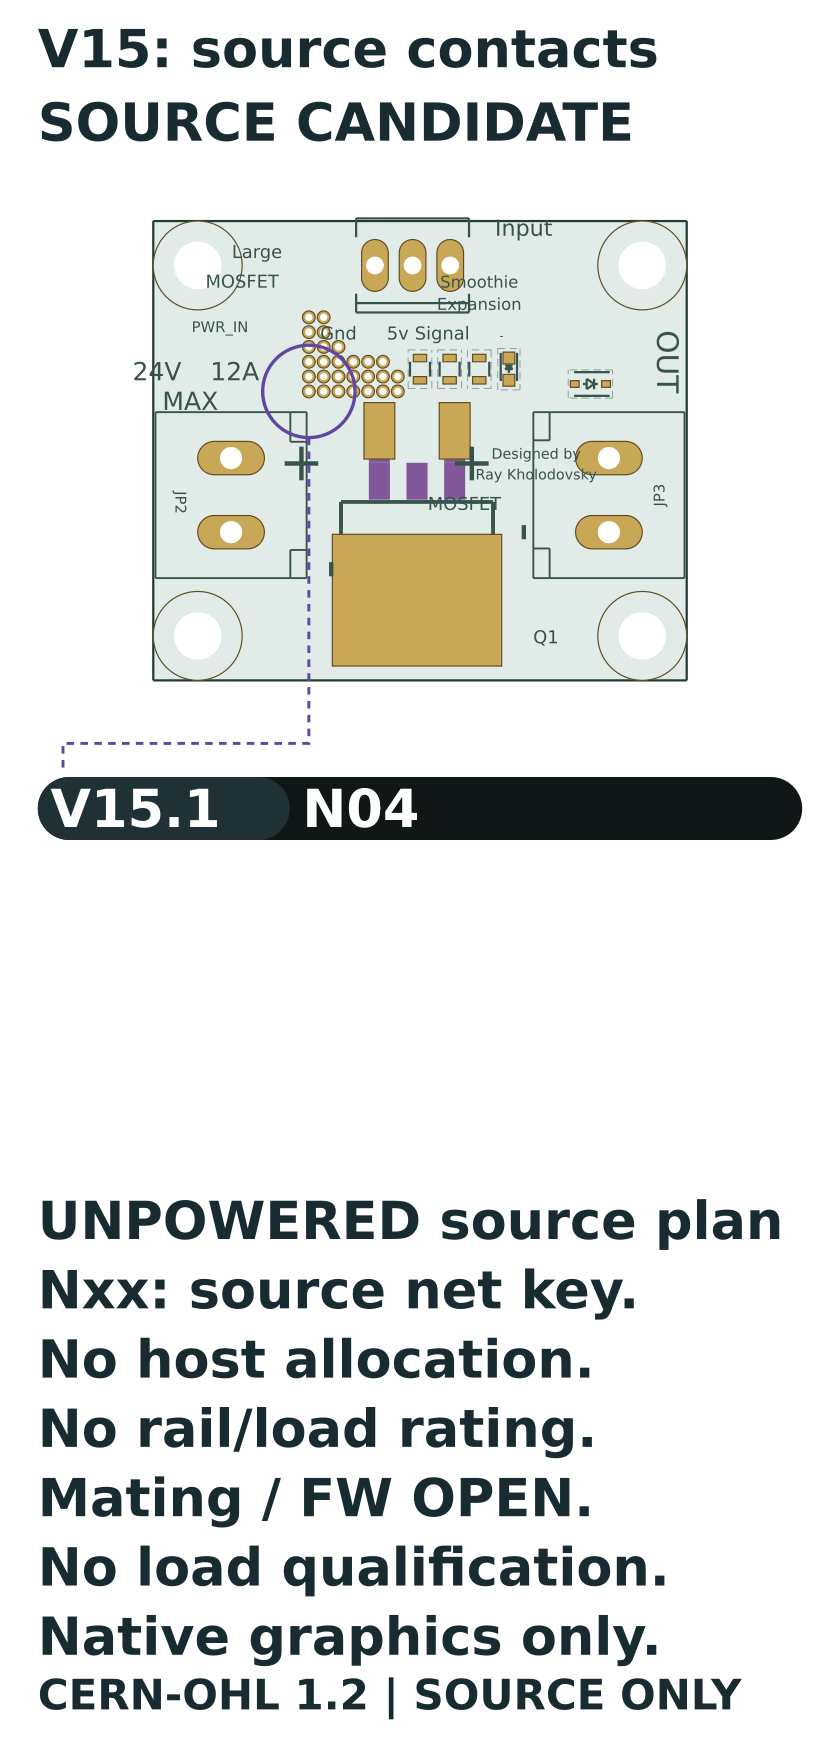 V15: source contacts
SOURCE CANDIDATE
Input
Large
MOSFET
Smoothie
Expansion
PWR_IN
Gnd 5v Signal
-
24V 12A
MAX
OUT
+ +
Designed by
Ray Kholodovsky
MOSFET
JP2
JP3
-
-
Q1
V15.1 N04
UNPOWERED source plan
Nxx: source net key.
No host allocation.
No rail/load rating.
Mating / FW OPEN.
No load qualification.
Native graphics only.
CERN-OHL 1.2 | SOURCE ONLY